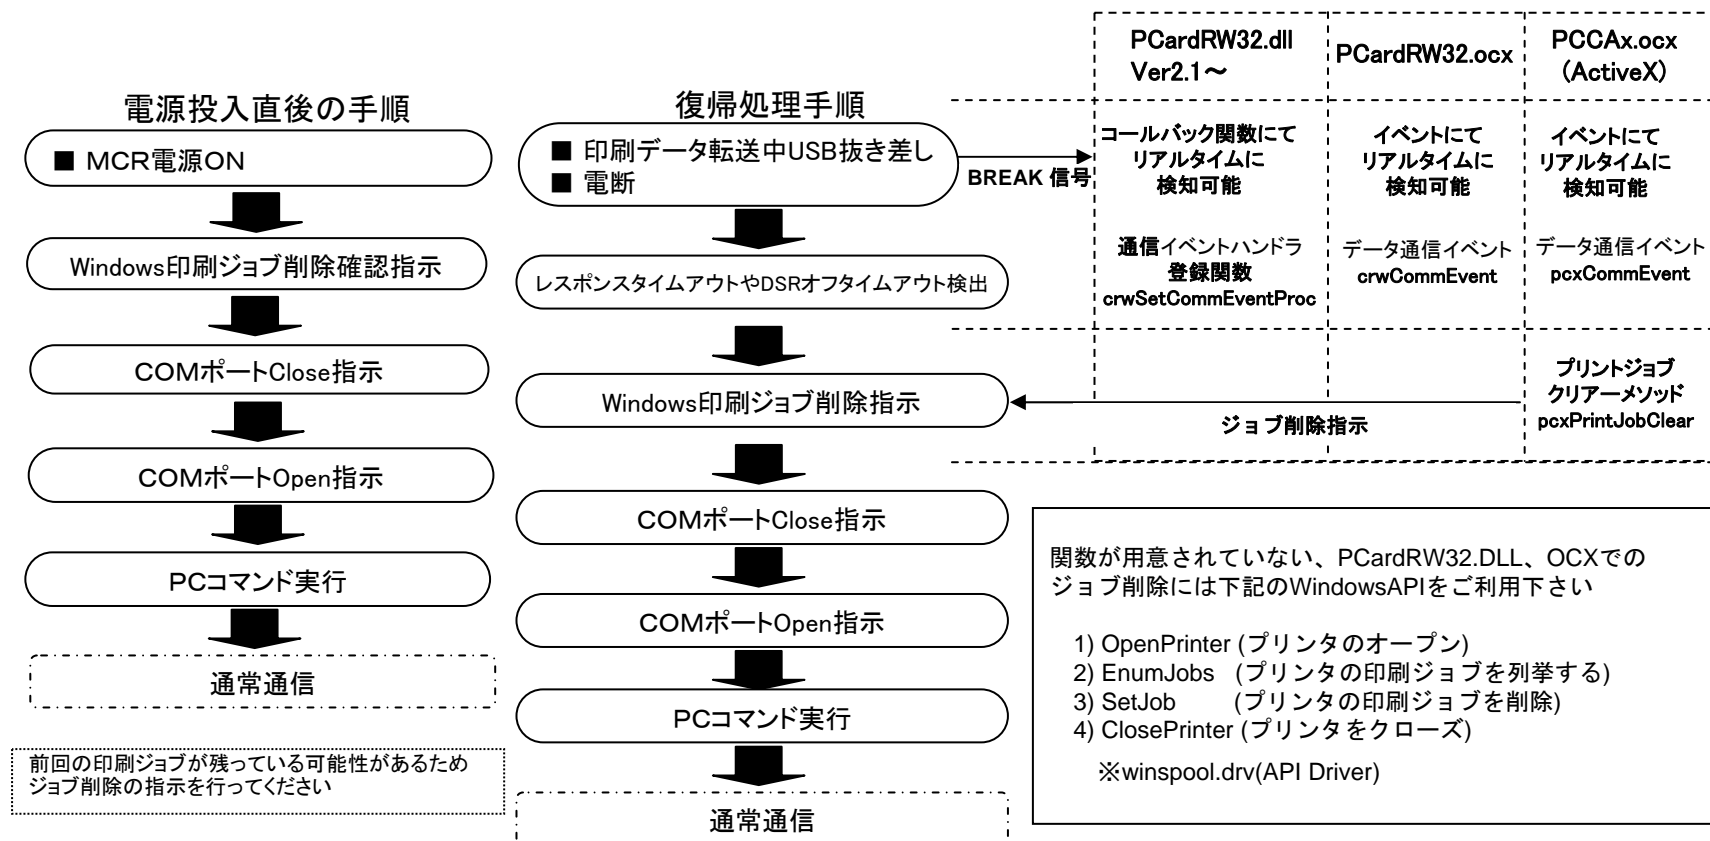 電源投入直後の手順
■ MCR電源ON
Windows印刷ジョブ削除確認指示
COMポートClose指示
COMポートOpen指示
PCコマンド実行
通常通信
前回の印刷ジョブが残っている可能性があるため
ジョブ削除の指示を行ってください
復帰処理手順
■ 印刷データ転送中USB抜き差し
■ 電断
レスポンスタイムアウトやDSRオフタイムアウト検出
Windows印刷ジョブ削除指示
COMポートClose指示
COMポートOpen指示
PCコマンド実行
通常通信
BREAK 信号
PCardRW32.dll
Ver2.1～
コールバック関数にて
リアルタイムに
検知可能
通信イベントハンドラ
登録関数
crwSetCommEventProc
PCardRW32.ocx
イベントにて
リアルタイムに
検知可能
データ通信イベント
crwCommEvent
PCCAx.ocx
(ActiveX)
イベントにて
リアルタイムに
検知可能
データ通信イベント
pcxCommEvent
プリントジョブ
クリアーメソッド
pcxPrintJobClear
ジョブ削除指示
関数が用意されていない、PCardRW32.DLL、OCXでの
ジョブ削除には下記のWindowsAPIをご利用下さい
1) OpenPrinter (プリンタのオープン)
2) EnumJobs (プリンタの印刷ジョブを列挙する)
3) SetJob (プリンタの印刷ジョブを削除)
4) ClosePrinter (プリンタをクローズ)
※winspool.drv(API Driver)